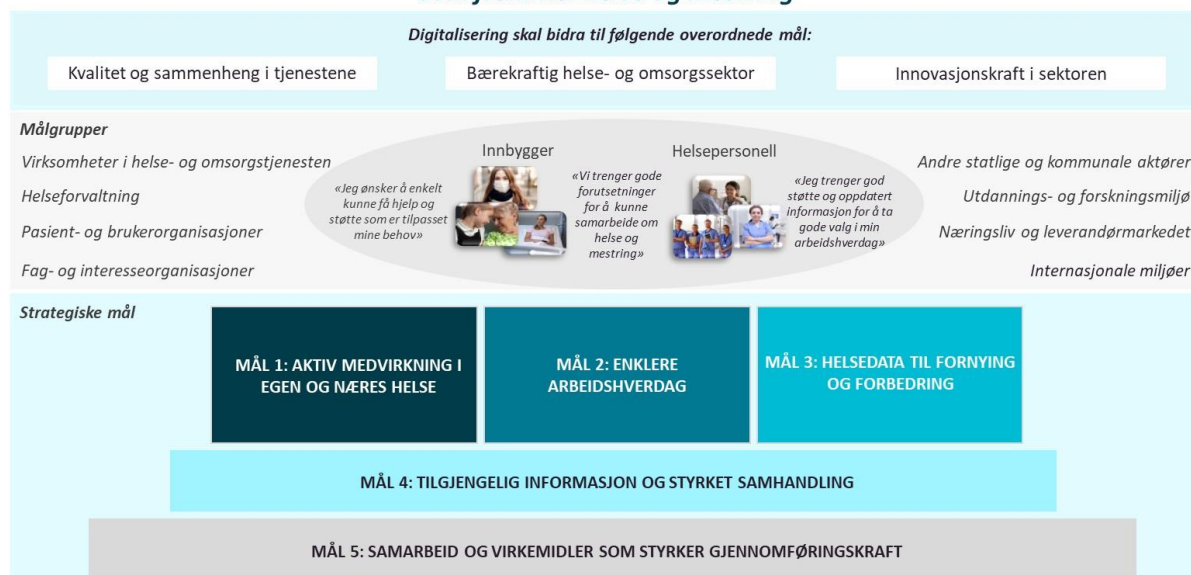 Digitalisering skal bidra til følgende overordnede mål:
Kvalitet og sammenheng i tjenestene
Bærekraftig helse- og omsorgssektor
Innovasjonskraft i sektoren
Målgrupper
Virksomheter i helse- og omsorgstjenesten
Helseforvaltning
Pasient- og brukerorganisasjoner
Fag- og interesseorganisasjoner
Innbygger
Helsepersonell
«Jeg ønsker å enkelt
kunne få hjelp og
støtte som er tilpasset
mine behov»
«Vi trenger gode
forutsetninger
for å kunne
samarbeide om
helse og
mestring»
«Jeg trenger god
støtte og oppdatert
informasjon for å ta
gode valg i min
arbeidshverdag»
Andre statlige og kommunale aktører
Utdannings- og forskningsmiljø
Næringsliv og leverandørmarkedet
Internasjonale miljøer
Strategiske mål
MÅL 1: AKTIV MEDVIRKNING I
EGEN OG NÆRES HELSE
MÅL 2: ENKLERE
ARBEIDSHVERDAG
MÅL 3: HELSEDATA TIL FORNYING
OG FORBEDRING
MÅL 4: TILGJENGELIG INFORMASJON OG STYRKET SAMHANDLING
MÅL 5: SAMARBEID OG VIRKEMIDLER SOM STYRKER GJENNOMFØRINGSKRAFT